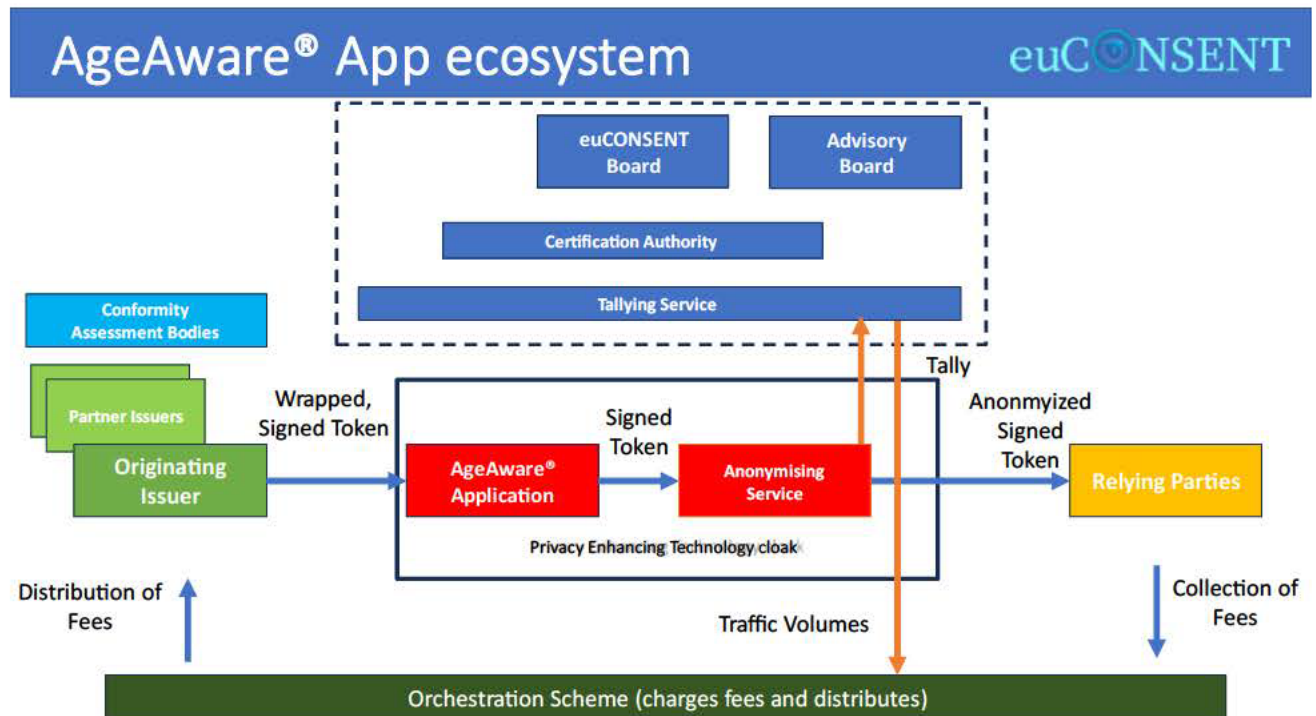 AgeAware® App ecosystem
euCONSENT
euCONSENT
Board
Advisory
Board
Certification Authority
Tallying Service
Conformity
Assessment Bodies
Partner Issuers
Originating
Issuer
Wrapped,
Signed Token
AgeAware®
Application
Signed
Token
Anonymising
Service
Privacy Enhancing Technology cloak
Tally
Anonmyized
Signed
Token
Relying Parties
Distribution of
Fees
Traffic Volumes
Collection of
Fees
Orchestration Scheme (charges fees and distributes)